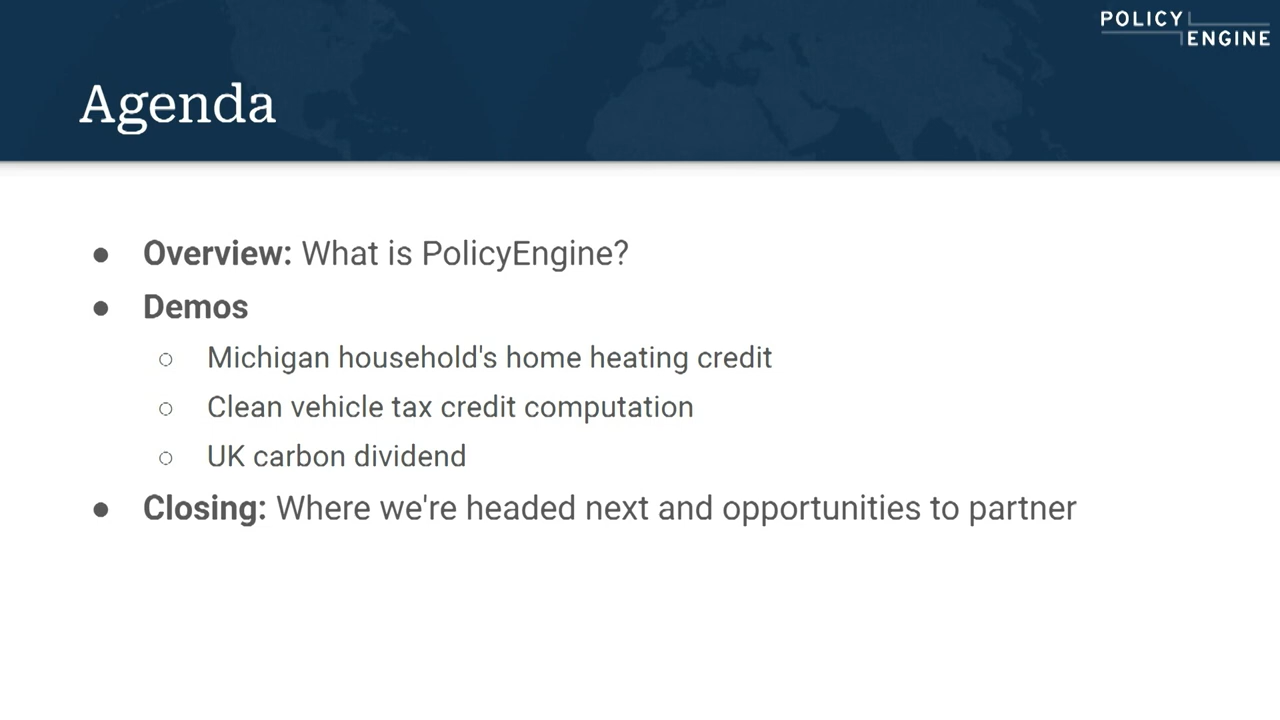 POLICY
ENGINE
Agenda
● Overview: What is PolicyEngine?
● Demos
○ Michigan household's home heating credit
○ Clean vehicle tax credit computation
○ UK carbon dividend
● Closing: Where we're headed next and opportunities to partner